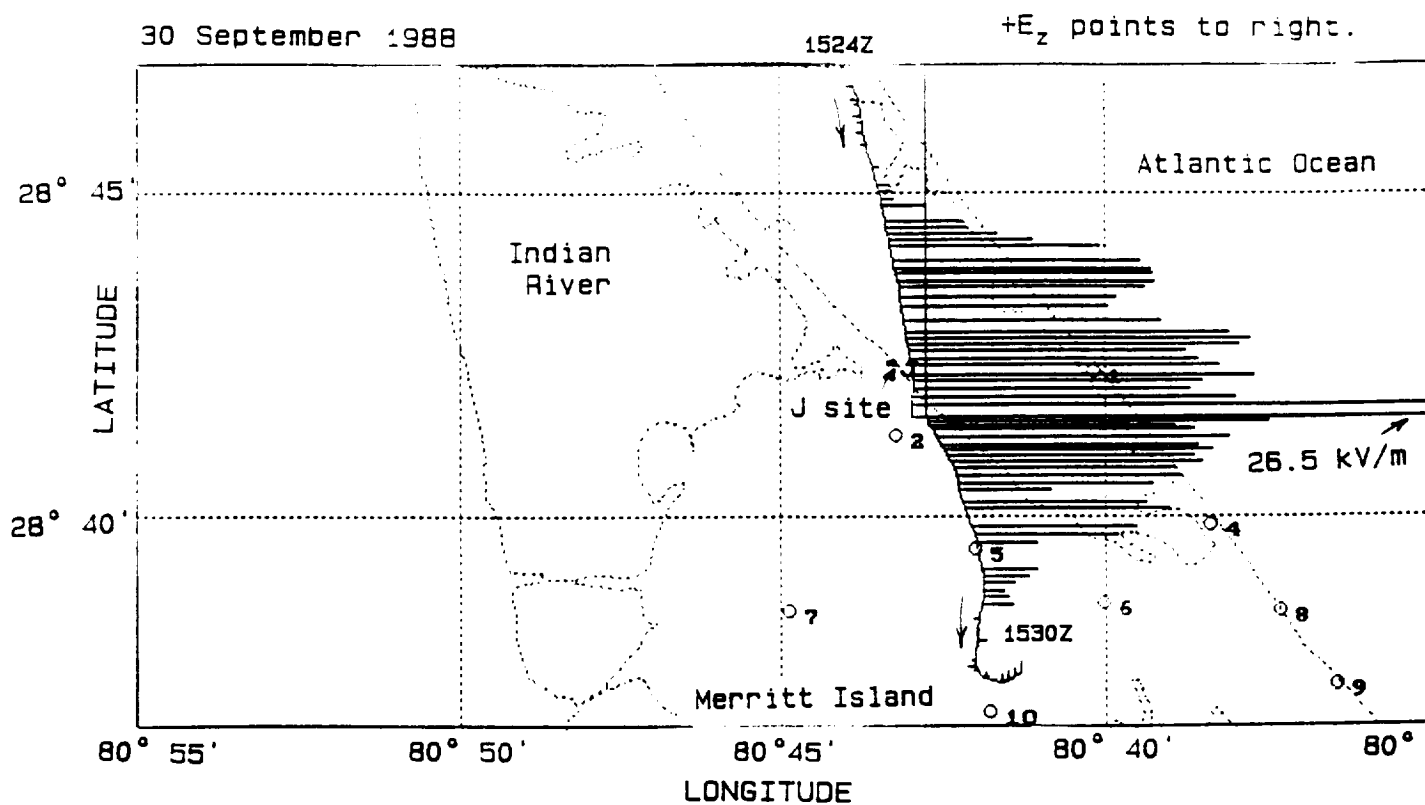 30 September 1988
1524Z
+E_z points to right.
28° 45'
Atlantic Ocean
Indian
River
LATITUDE
J site
2
26.5 kV/m
28° 40'
4
5
7
6
8
1530Z
Merritt Island
9
10
80° 55'
80° 50'
80° 45'
80° 40'
80°
LONGITUDE